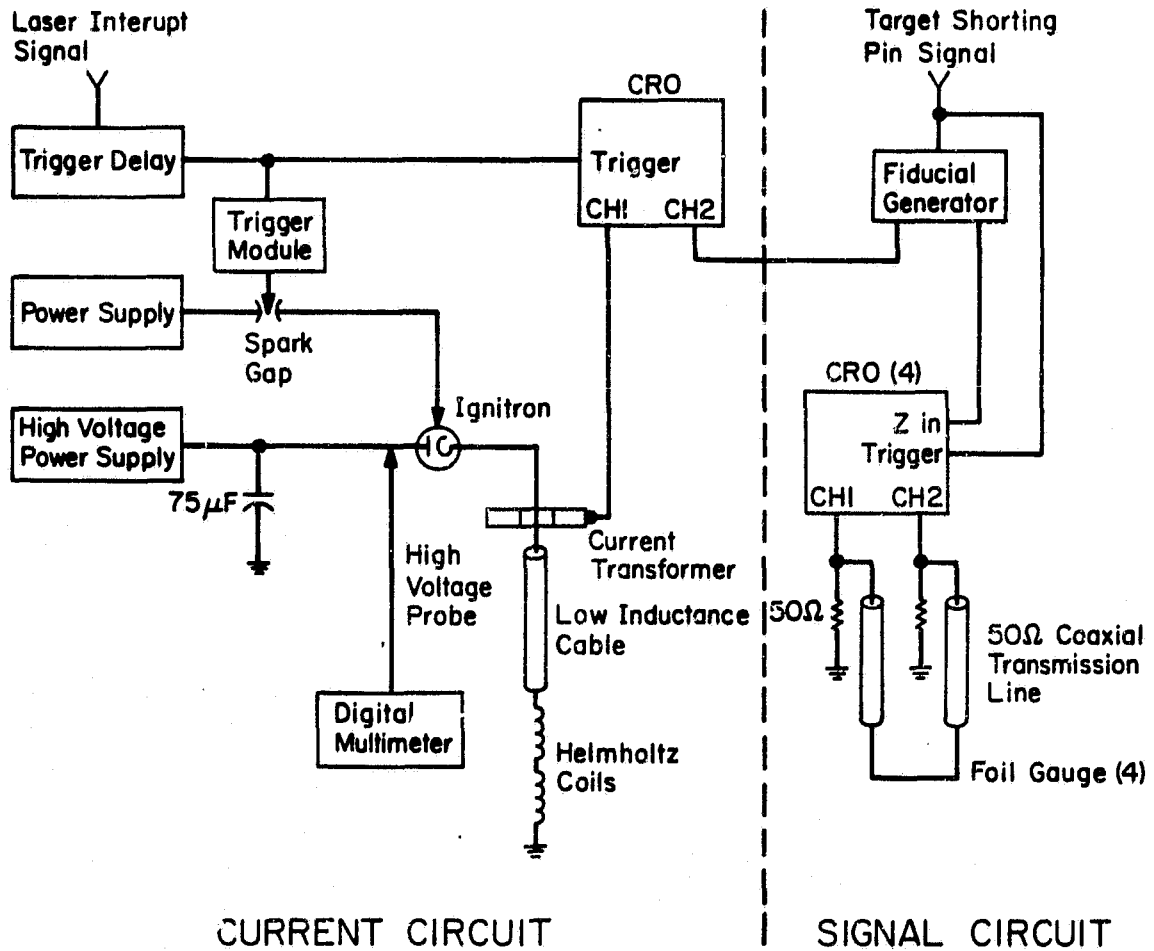 Laser Interupt
Signal
Target Shorting
Pin Signal
CRO
Trigger Delay
Trigger
CH1 CH2
Fiducial
Generator
Trigger
Module
Power Supply
Spark
Gap
CRO (4)
Ignitron
High Voltage
Power Supply
Z in
Trigger
CH1 CH2
75μF
High
Voltage
Probe
Current
Transformer
Low Inductance
Cable
50Ω
50Ω Coaxial
Transmission
Line
Digital
Multimeter
Helmholtz
Coils
Foil Gauge (4)
CURRENT CIRCUIT
SIGNAL CIRCUIT